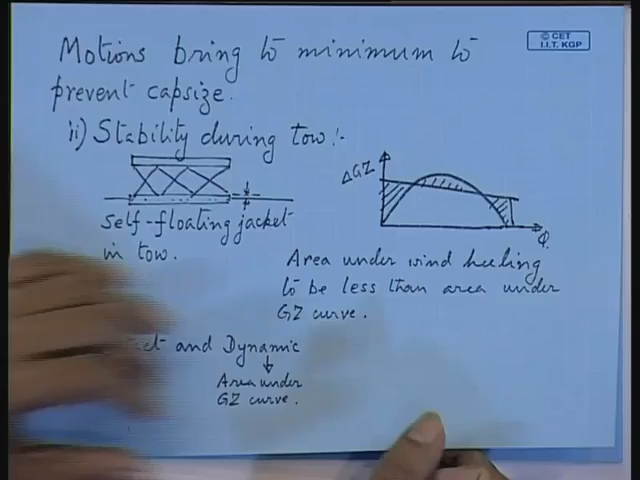 Motions bring to minimum to
© CET
I.I.T. KGP
prevent capsize.
ii) Stability during tow :-
ΔGZ
self-floating jacket
in tow.
Φ
Area under wind heeling
to be less than area under
GZ curve.
and Dynamic
Area under
GZ curve.